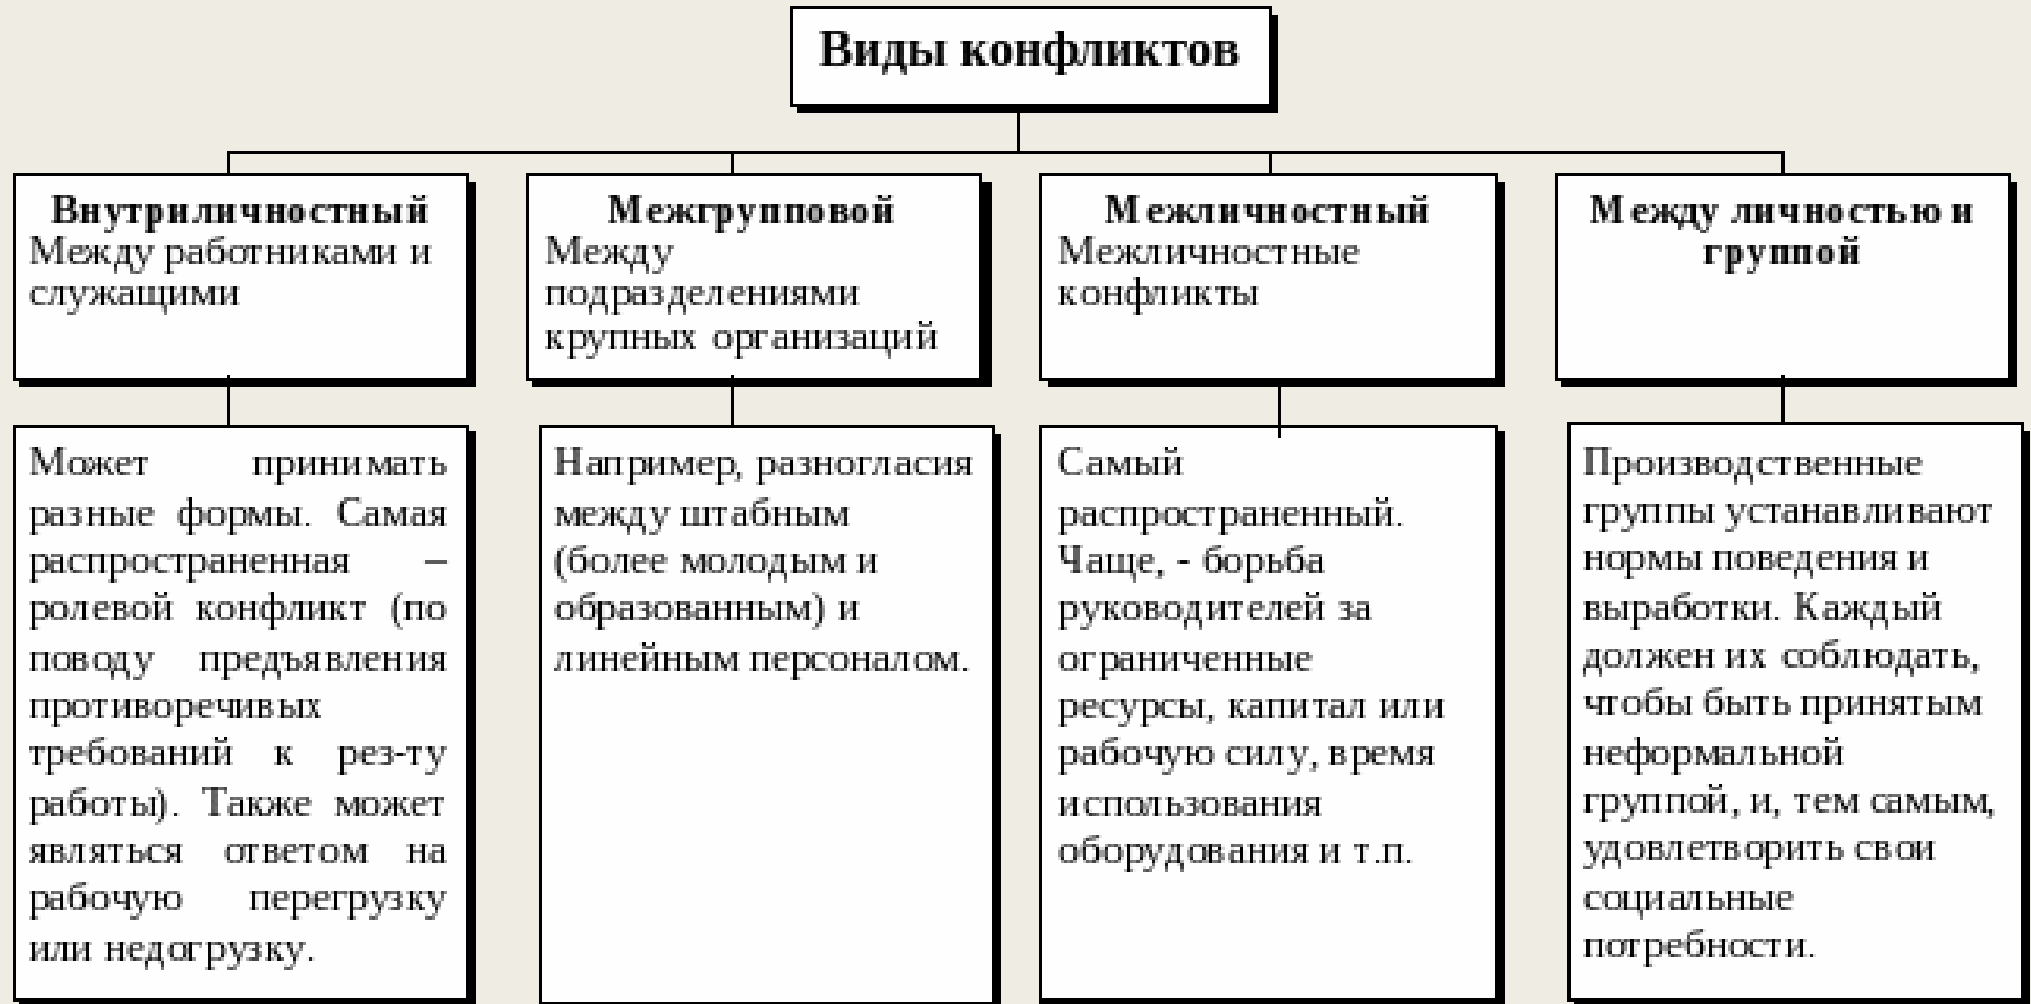 Виды конфликтов
Внутриличностный
Между работниками и
служащими
Межгрупповой
Между
подразделениями
крупных организаций
Межличностный
Межличностные
конфликты
Между личностью и
группой
Может принимать
разные формы. Самая
распространенная –
ролевой конфликт (по
поводу предъявления
противоречивых
требований к рез-ту
работы). Также может
являться ответом на
рабочую перегрузку
или недогрузку.
Например, разногласия
между штабным
(более молодым и
образованным) и
линейным персоналом.
Самый
распространенный.
Чаще, - борьба
руководителей за
ограниченные
ресурсы, капитал или
рабочую силу, время
использования
оборудования и т.п.
Производственные
группы устанавливают
нормы поведения и
выработки. Каждый
должен их соблюдать,
чтобы быть принятым
неформальной
группой, и, тем самым,
удовлетворить свои
социальные
потребности.